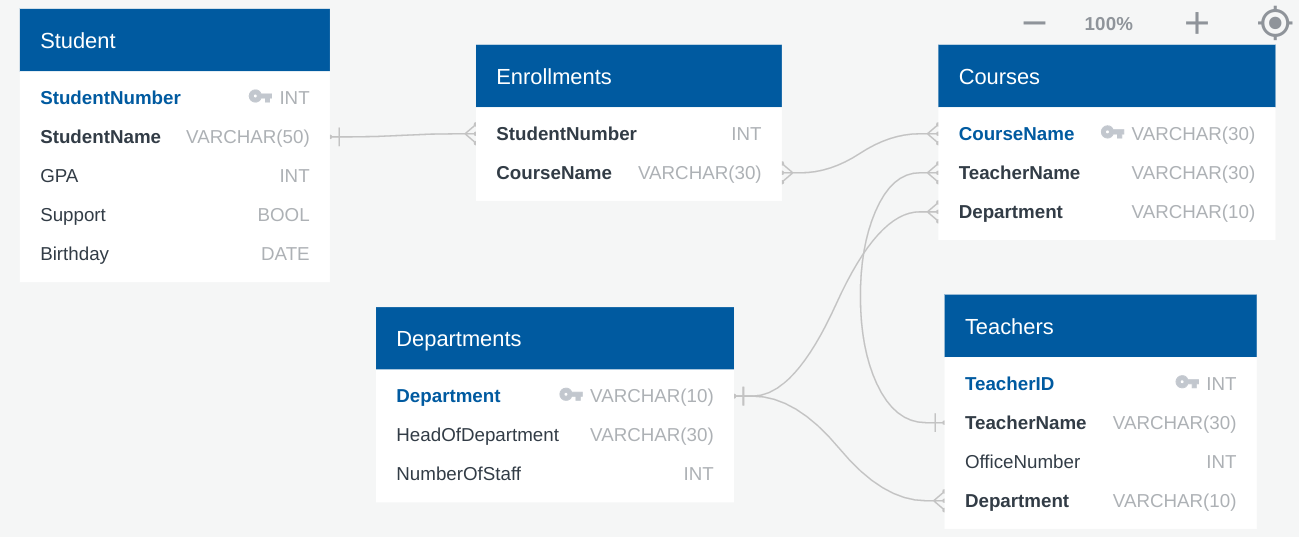 100%
Student
StudentNumber INT
StudentName VARCHAR(50)
GPA INT
Support BOOL
Birthday DATE
Enrollments
StudentNumber INT
CourseName VARCHAR(30)
Courses
CourseName VARCHAR(30)
TeacherName VARCHAR(30)
Department VARCHAR(10)
Departments
Department VARCHAR(10)
HeadOfDepartment VARCHAR(30)
NumberOfStaff INT
Teachers
TeacherID INT
TeacherName VARCHAR(30)
OfficeNumber INT
Department VARCHAR(10)